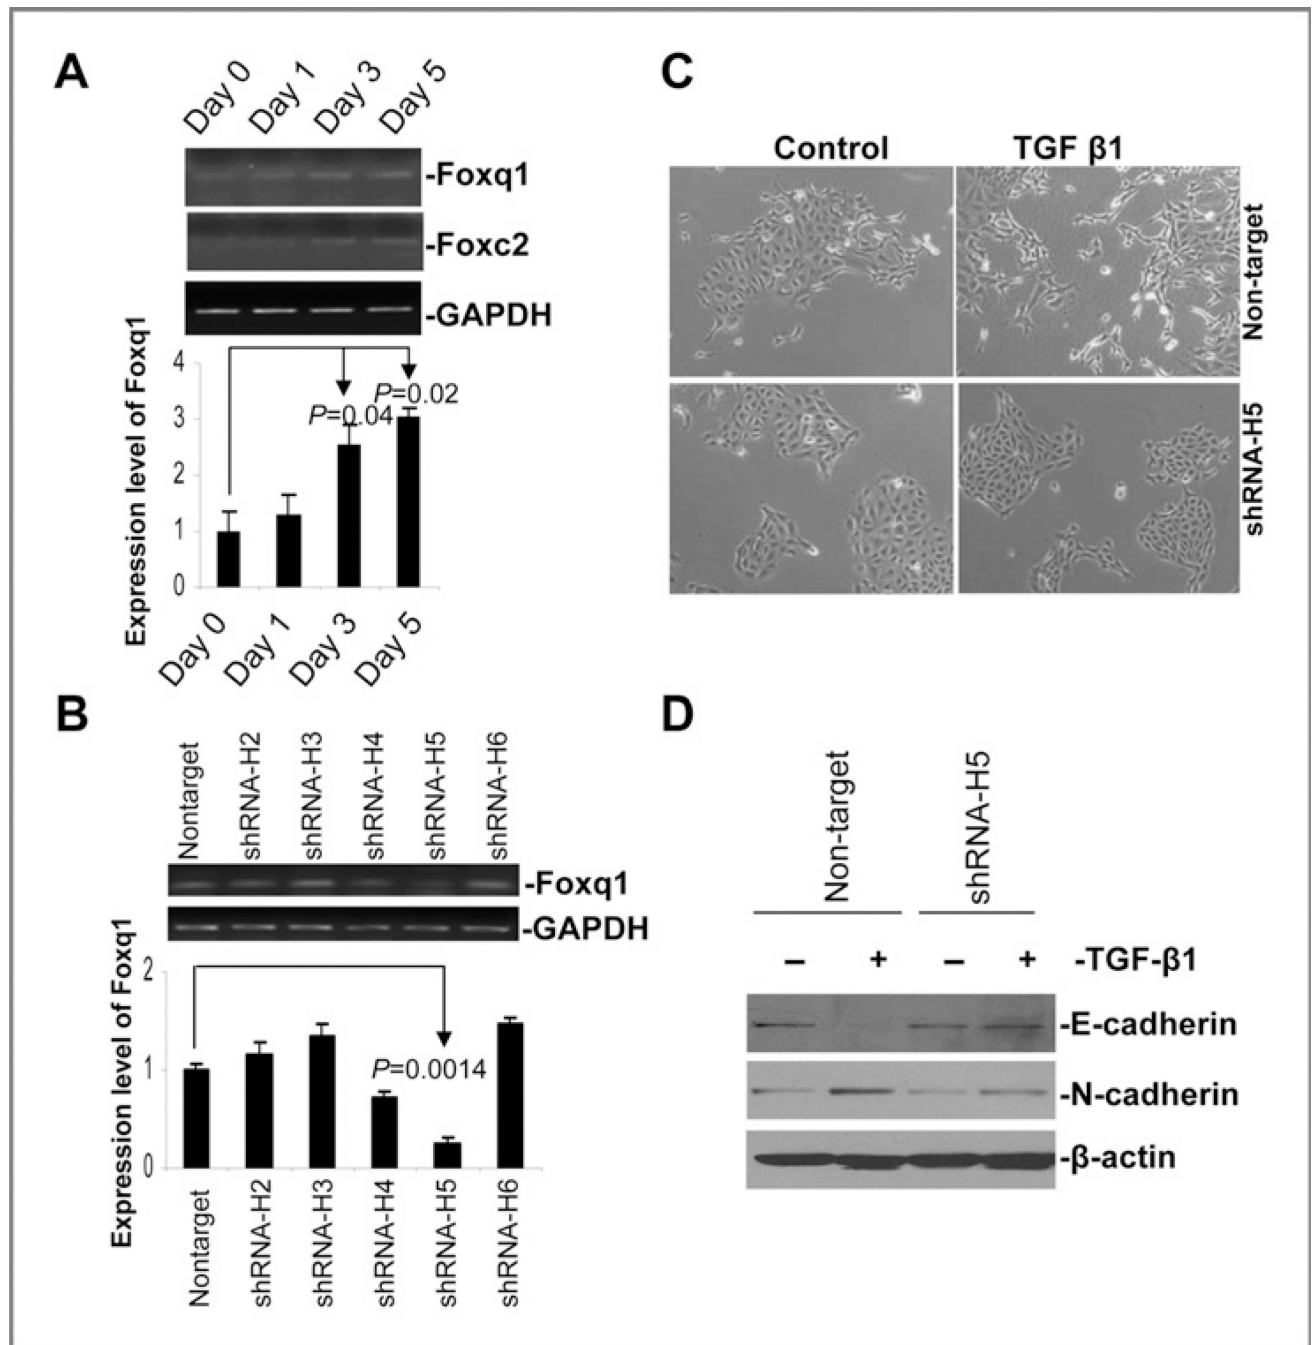 A
Day 0
Day 1
Day 3
Day 5
-Foxq1
-Foxc2
-GAPDH
Expression level of Foxq1
4
3
2
1
0
P=0.04
P=0.02
Day 0
Day 1
Day 3
Day 5
B
Nontarget
shRNA-H2
shRNA-H3
shRNA-H4
shRNA-H5
shRNA-H6
-Foxq1
-GAPDH
Expression level of Foxq1
2
1
0
P=0.0014
Nontarget
shRNA-H2
shRNA-H3
shRNA-H4
shRNA-H5
shRNA-H6
C
Control
TGF β1
Non-target
shRNA-H5
D
Non-target
shRNA-H5
– + – + -TGF-β1
-E-cadherin
-N-cadherin
-β-actin